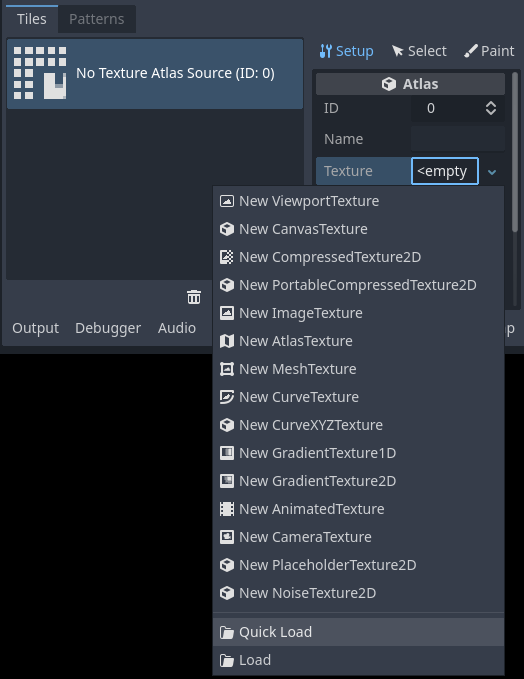 Tiles Patterns
No Texture Atlas Source (ID: 0)
Setup Select Paint
Atlas
ID 0
Name
Texture <empty
New ViewportTexture
New CanvasTexture
New CompressedTexture2D
New PortableCompressedTexture2D
New ImageTexture
New AtlasTexture
New MeshTexture
New CurveTexture
New CurveXYZTexture
New GradientTexture1D
New GradientTexture2D
New AnimatedTexture
New CameraTexture
New PlaceholderTexture2D
New NoiseTexture2D
Quick Load
Load
Output Debugger Audio